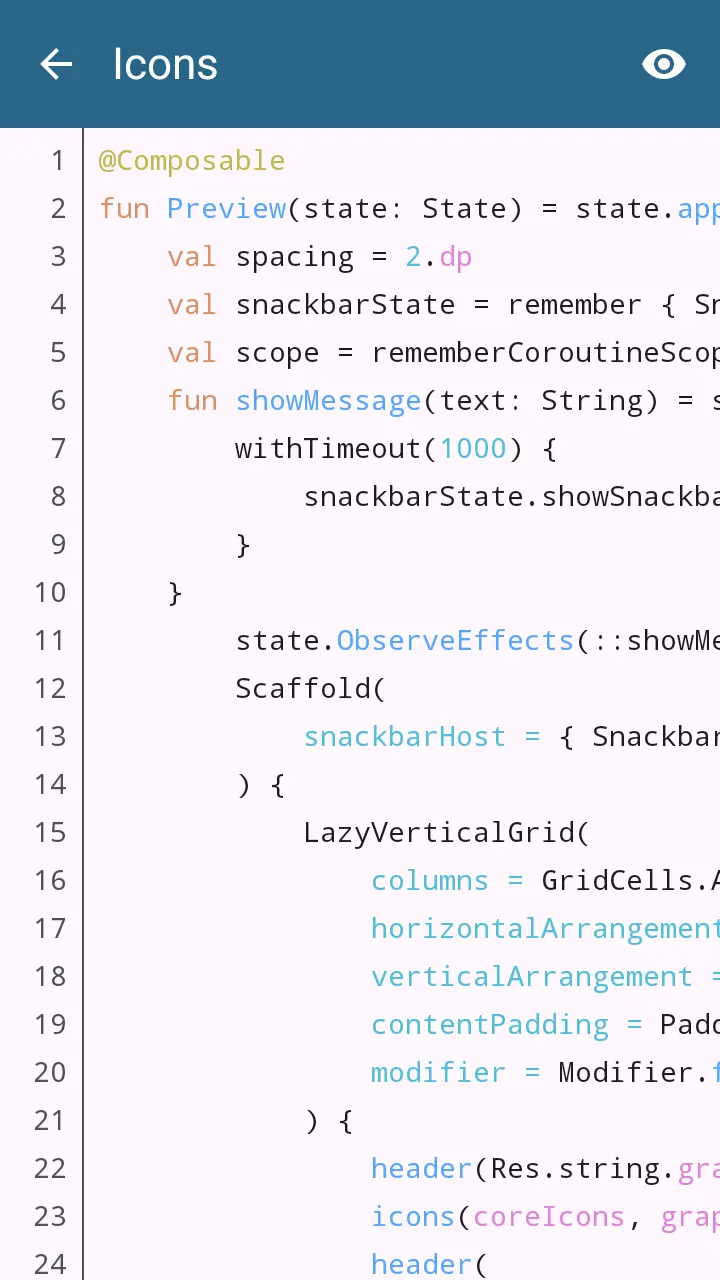 Icons
1 @Composable
2 fun Preview(state: State) = state.app
3 val spacing = 2.dp
4 val snackbarState = remember { Sn
5 val scope = rememberCoroutineScop
6 fun showMessage(text: String) = s
7 withTimeout(1000) {
8 snackbarState.showSnackba
9 }
10 }
11 state.ObserveEffects(::showMe
12 Scaffold(
13 snackbarHost = { Snackbar
14 ) {
15 LazyVerticalGrid(
16 columns = GridCells.A
17 horizontalArrangement
18 verticalArrangement =
19 contentPadding = Padd
20 modifier = Modifier.f
21 ) {
22 header(Res.string.gra
23 icons(coreIcons, grap
24 header(